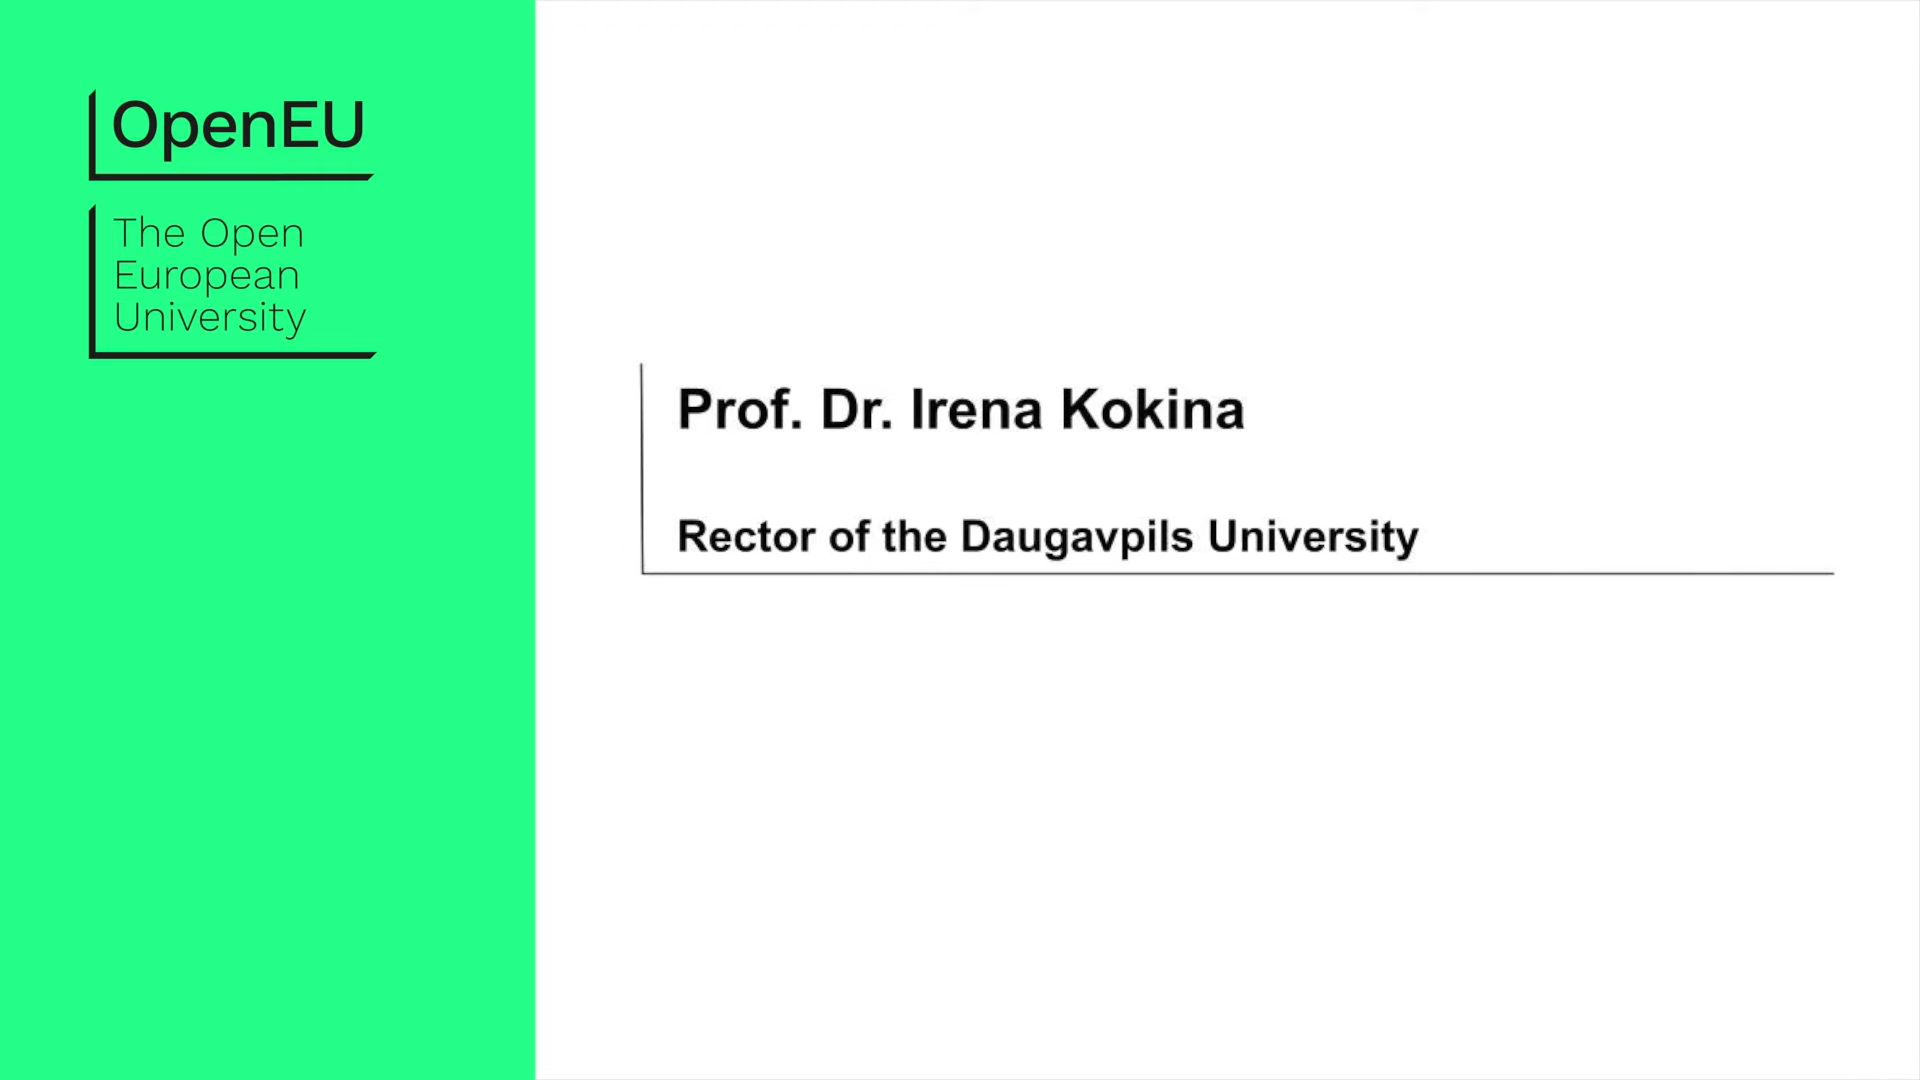 OpenEU
The Open
European
University
Prof. Dr. Irena Kokina
Rector of the Daugavpils University